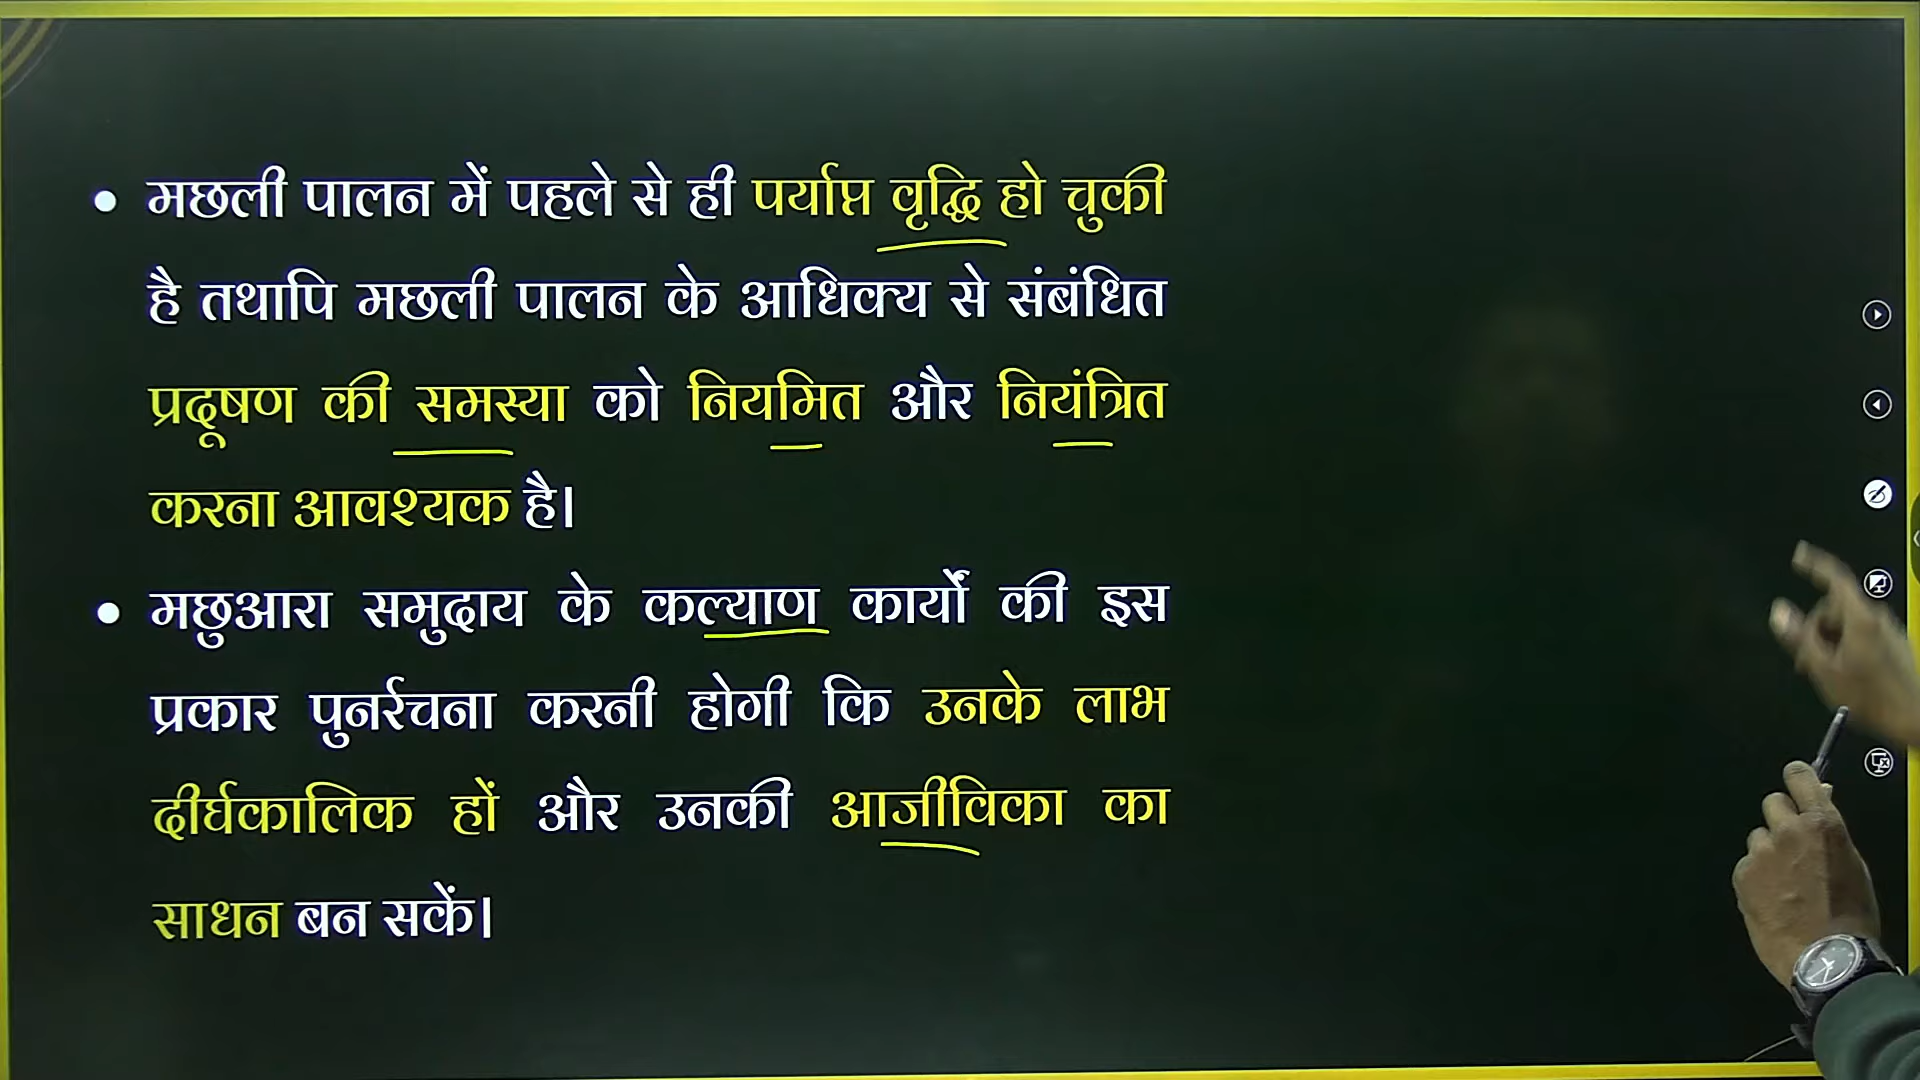 • मछली पालन में पहले से ही पर्याप्त वृद्धि हो चुकी
है तथापि मछली पालन के आधिक्य से संबंधित
प्रदूषण की समस्या को नियमित और नियंत्रित
करना आवश्यक है।
• मछुआरा समुदाय के कल्याण कार्यों की इस
प्रकार पुनर्रचना करनी होगी कि उनके लाभ
दीर्घकालिक हों और उनकी आजीविका का
साधन बन सकें।